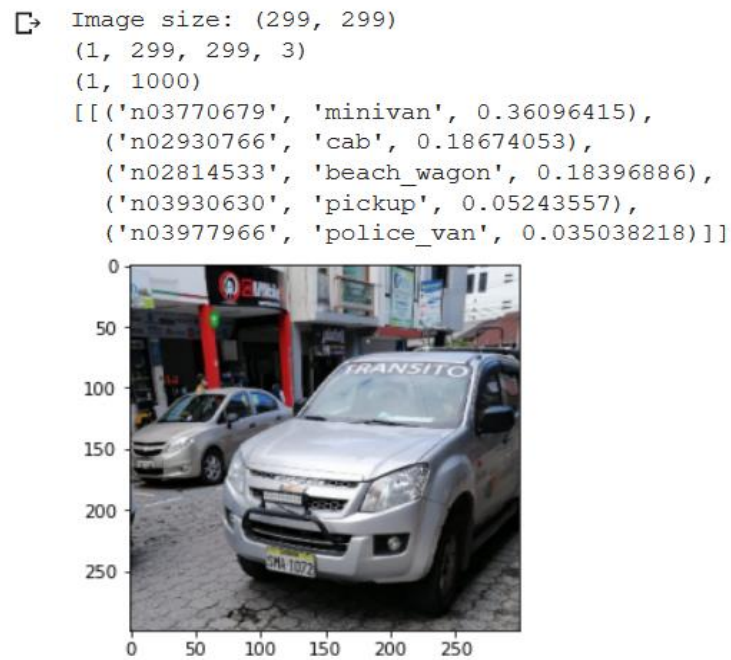 Image size: (299, 299)
(1, 299, 299, 3)
(1, 1000)
[[('n03770679', 'minivan', 0.36096415),
('n02930766', 'cab', 0.18674053),
('n02814533', 'beach_wagon', 0.18396886),
('n03930630', 'pickup', 0.05243557),
('n03977966', 'police_van', 0.035038218)]]
0
50
100
150
200
250
TRANSITO
SMA 1072
0 50 100 150 200 250